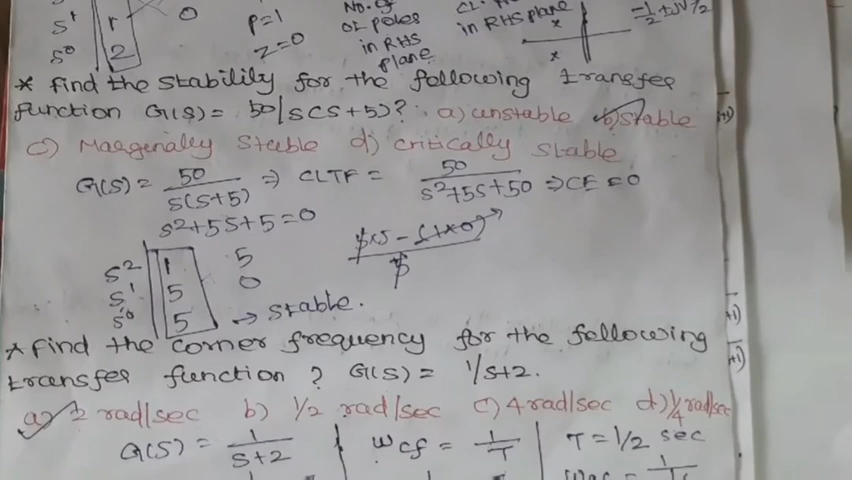 s¹ | r 0 P=1 No. of CL.
s⁰ | 2 Z=0 of poles in RHS plane -1/2 ± j√7/2
in RHS
plane
* find the stability for the following transfer
function G(s) = 50/s(s+5)? a) unstable b) stable
c) Marginally stable d) critically stable
G(s) = 50/s(s+5) ⇒ CLTF = 50/s²+5s+50 ⇒ CE = 0
s²+5s+5=0
s² | 1 5
s¹ | 5 0
s⁰ | 5 → stable.
* find the corner frequency for the following
transfer function? G(s) = 1/s+2.
a) 2 rad/sec b) 1/2 rad/sec c) 4 rad/sec d) 1/4 rad/sec
G(s) = 1/s+2 | ωcf = 1/T | T = 1/2 sec